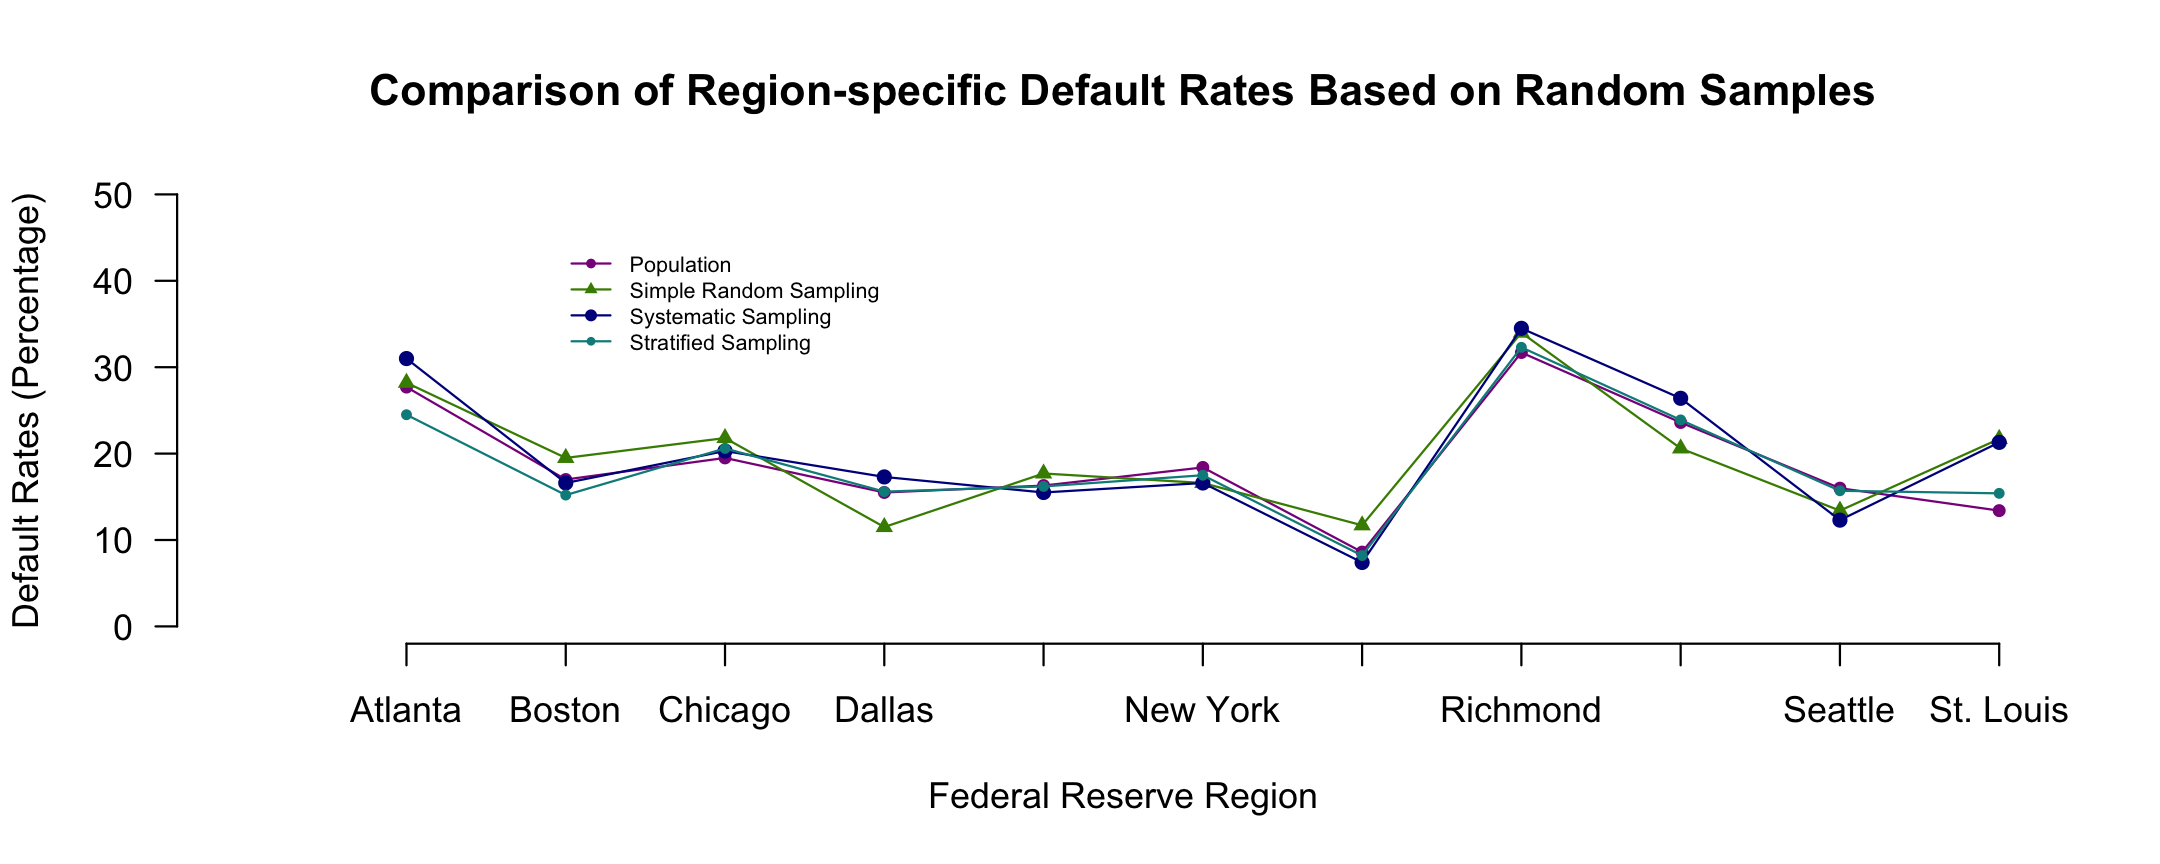 Comparison of Region-specific Default Rates Based on Random Samples
Default Rates (Percentage)
50
40
30
20
10
0
Population
Simple Random Sampling
Systematic Sampling
Stratified Sampling
Atlanta Boston Chicago Dallas New York Richmond Seattle St. Louis
Federal Reserve Region